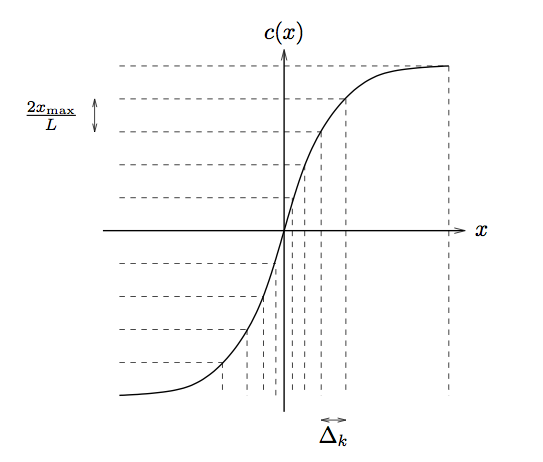 c(x)
2x_max/L
x
Δ_k